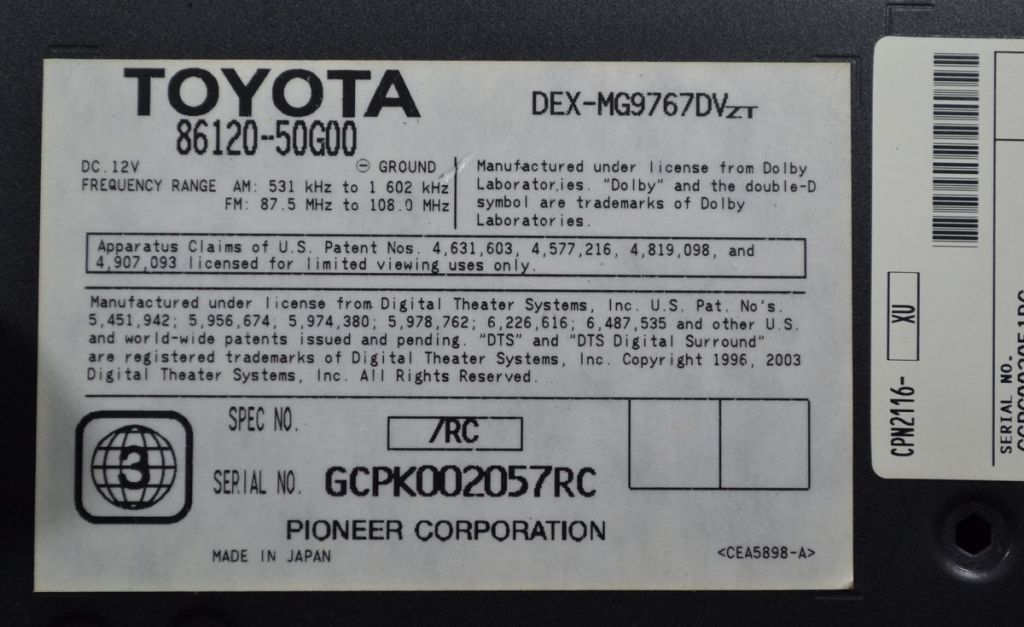 TOYOTA
86120-50G00
DEX-MG9767DVZT
DC. 12V ⊖ GROUND
FREQUENCY RANGE AM: 531 kHz to 1 602 kHz
FM: 87.5 MHz to 108.0 MHz
Manufactured under license from Dolby
Laboratories. "Dolby" and the double-D
symbol are trademarks of Dolby
Laboratories.
Apparatus Claims of U.S. Patent Nos. 4,631,603, 4,577,216, 4,819,098, and
4,907,093 licensed for limited viewing uses only.
Manufactured under license from Digital Theater Systems, Inc. U.S. Pat. No's.
5,451,942; 5,956,674; 5,974,380; 5,978,762; 6,226,616; 6,487,535 and other U.S.
and world-wide patents issued and pending. "DTS" and "DTS Digital Surround"
are registered trademarks of Digital Theater Systems, Inc. Copyright 1996, 2003
Digital Theater Systems, Inc. All Rights Reserved.
3
SPEC NO. /RC
SERIAL NO. GCPK002057RC
PIONEER CORPORATION
MADE IN JAPAN
<CEA5898-A>
CPN2116- XU
SERIAL NO.